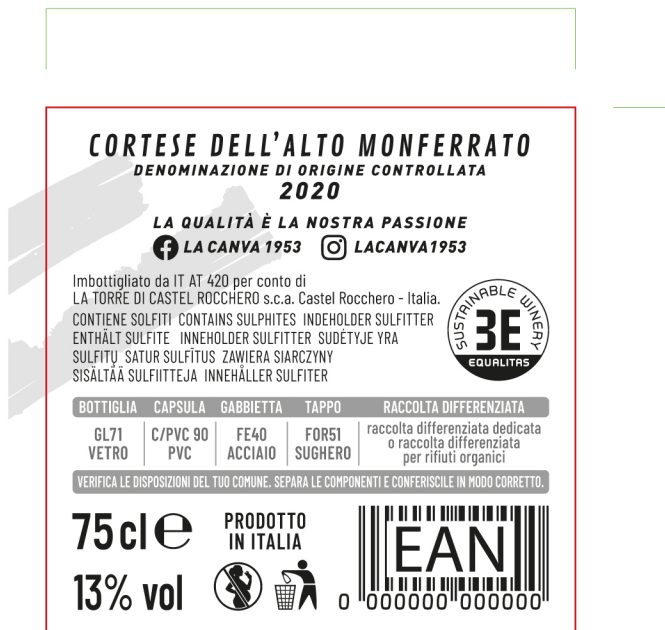 CORTESE DELL'ALTO MONFERRATO
DENOMINAZIONE DI ORIGINE CONTROLLATA
2020
LA QUALITÀ È LA NOSTRA PASSIONE
LA CANVA 1953 LACANVA1953
Imbottigliato da IT AT 420 per conto di
LA TORRE DI CASTEL ROCCHERO s.c.a. Castel Rocchero - Italia.
CONTIENE SOLFITI CONTAINS SULPHITES INDEHOLDER SULFITTER
ENTHÄLT SULFITE INNEHOLDER SULFITTER SUDĖTYJE YRA
SULFITŲ SATUR SULFĪTUS ZAWIERA SIARCZYNY
SISÄLTÄÄ SULFIITTEJA INNEHÅLLER SULFITER
SUSTAINABLE WINERY
3E
EQUALITAS
BOTTIGLIA CAPSULA GABBIETTA TAPPO RACCOLTA DIFFERENZIATA
GL71 C/PVC 90 FE40 FOR51 raccolta differenziata dedicata
VETRO PVC ACCIAIO SUGHERO o raccolta differenziata
per rifiuti organici
VERIFICA LE DISPOSIZIONI DEL TUO COMUNE. SEPARA LE COMPONENTI E CONFERISCILE IN MODO CORRETTO.
75 cl e
PRODOTTO
IN ITALIA
13% vol
EAN
0 000000 000000